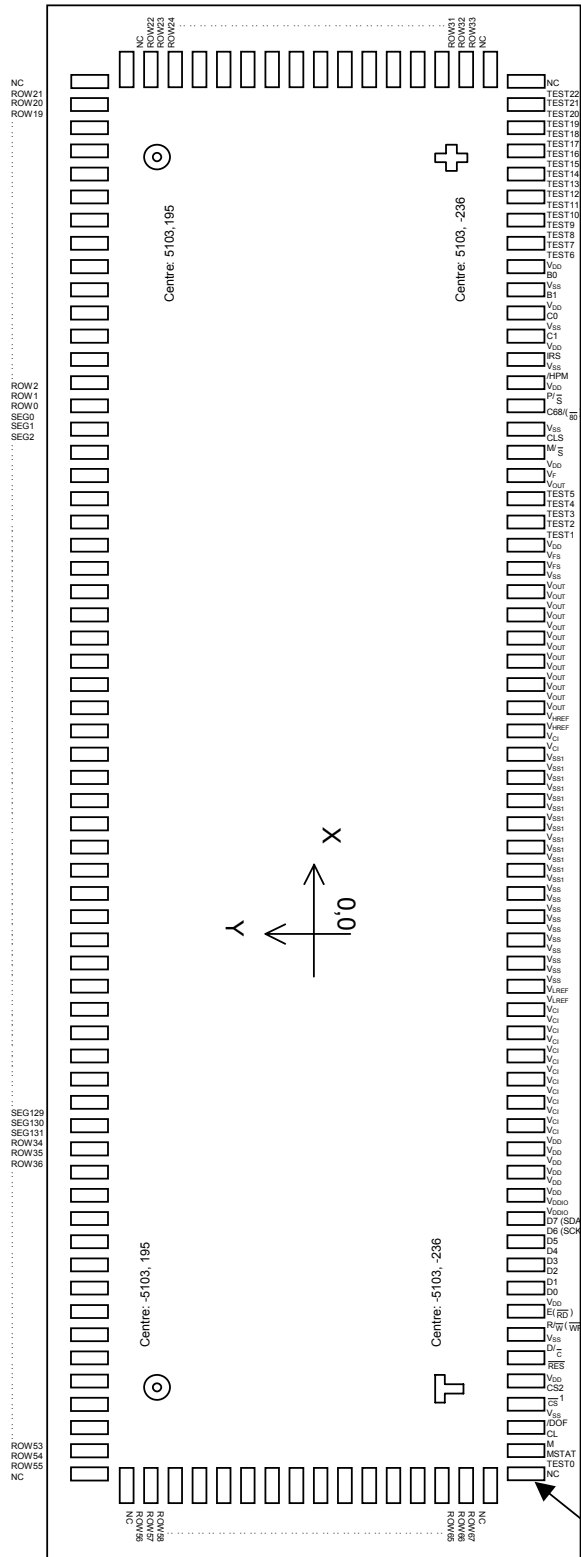 NC
ROW22
ROW23
ROW24
ROW31
ROW32
ROW33
NC
NC
ROW21
ROW20
ROW19
ROW2
ROW1
ROW0
SEG0
SEG1
SEG2
SEG129
SEG130
SEG131
ROW34
ROW35
ROW36
ROW53
ROW54
ROW55
NC
Centre: 5103,195
Centre: 5103, -236
X
Y
0,0
Centre: -5103, 195
Centre: -5103, -236
NC
TEST22
TEST21
TEST20
TEST19
TEST18
TEST17
TEST16
TEST15
TEST14
TEST13
TEST12
TEST11
TEST10
TEST9
TEST8
TEST7
TEST6
VDD
B0
VSS
B1
VDD
C0
VSS
C1
VDD
IRS
VSS
/HPM
VDD
P/S
C68/(80
VSS
CLS
M/S
VDD
VF
VOUT
TEST5
TEST4
TEST3
TEST2
TEST1
VDD
VFS
VFS
VSS
VOUT
VOUT
VOUT
VOUT
VOUT
VOUT
VOUT
VOUT
VOUT
VOUT
VOUT
VHREF
VHREF
VCI
VCI
VSS1
VSS1
VSS1
VSS1
VSS1
VSS1
VSS1
VSS1
VSS1
VSS1
VSS1
VSS
VSS
VSS
VSS
VSS
VSS
VSS
VSS
VLREF
VLREF
VCI
VCI
VCI
VCI
VCI
VCI
VCI
VCI
VCI
VCI
VCI
VDD
VDD
VDD
VDD
VDD
VDDIO
VDDIO
D7 (SDA
D6 (SCK
D5
D4
D3
D2
D1
D0
VDD
E(RD)
R/W(WR
VSS
D/C
RES
VDD
CS2
CS1
VSS
/DOF
CL
M
MSTAT
TEST0
NC
NC
ROW56
ROW57
ROW58
ROW65
ROW66
ROW67
NC